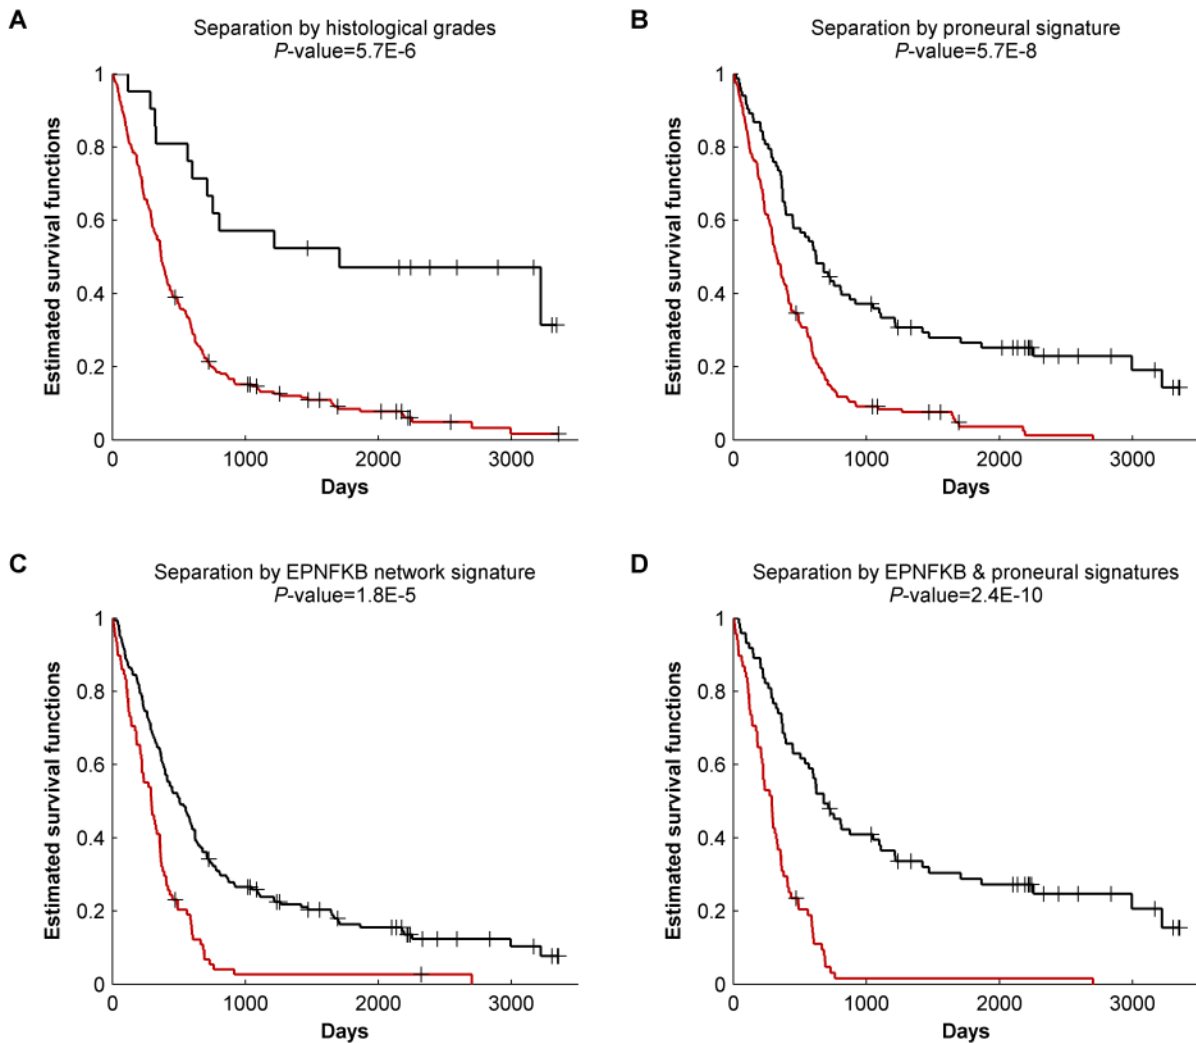 A
Separation by histological grades
P-value=5.7E-6
Estimated survival functions
1
0.8
0.6
0.4
0.2
0
0 1000 2000 3000
Days
B
Separation by proneural signature
P-value=5.7E-8
Estimated survival functions
1
0.8
0.6
0.4
0.2
0
0 1000 2000 3000
Days
C
Separation by EPNFKB network signature
P-value=1.8E-5
Estimated survival functions
1
0.8
0.6
0.4
0.2
0
0 1000 2000 3000
Days
D
Separation by EPNFKB & proneural signatures
P-value=2.4E-10
Estimated survival functions
1
0.8
0.6
0.4
0.2
0
0 1000 2000 3000
Days